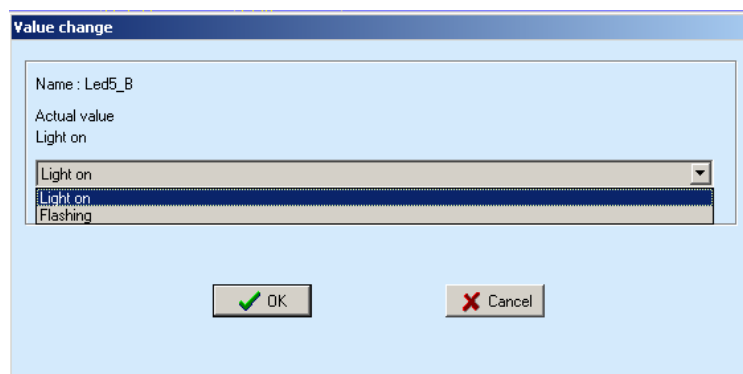 Value change
Name : Led5_B
Actual value
Light on
Light on
Light on
Flashing
OK
Cancel